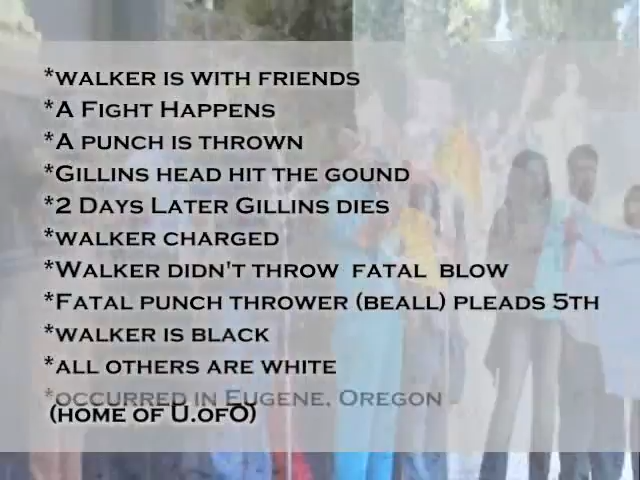 *WALKER IS WITH FRIENDS
*A FIGHT HAPPENS
*A PUNCH IS THROWN
*GILLINS HEAD HIT THE GOUND
*2 DAYS LATER GILLINS DIES
*WALKER CHARGED
*WALKER DIDN'T THROW FATAL BLOW
*FATAL PUNCH THROWER (BEALL) PLEADS 5TH
*WALKER IS BLACK
*ALL OTHERS ARE WHITE
*OCCURRED IN EUGENE, OREGON
(HOME OF U.OFO)